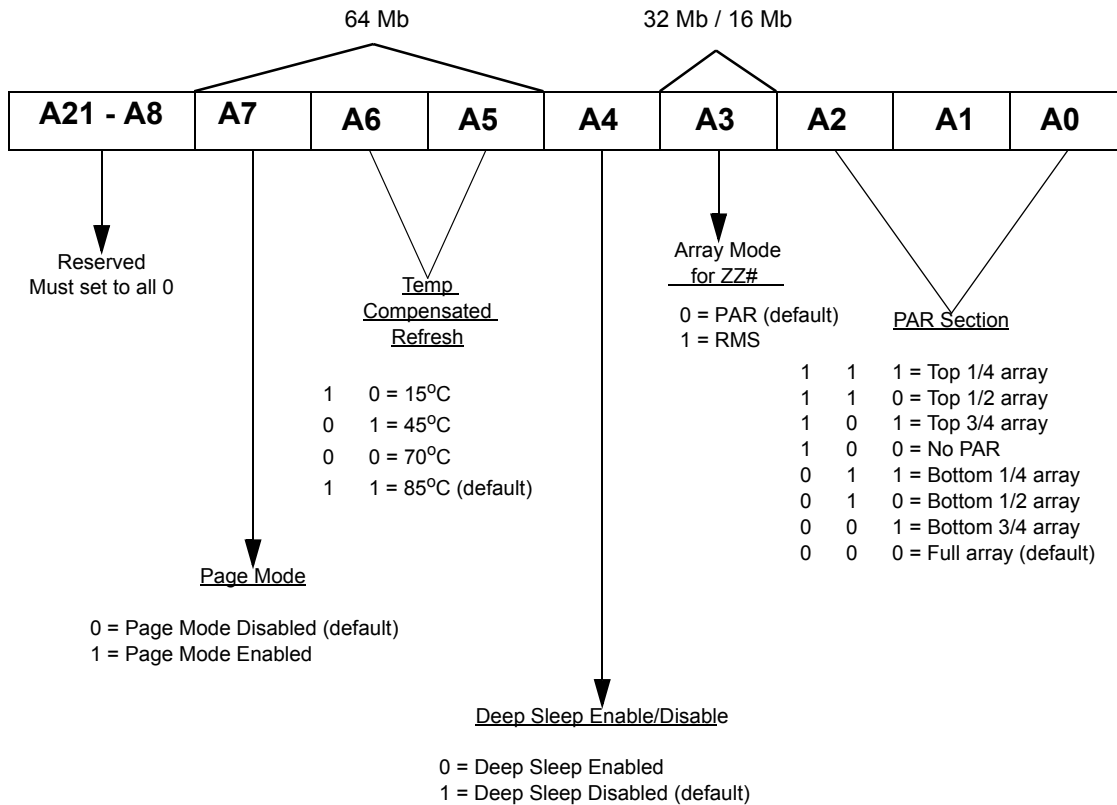 64 Mb
32 Mb / 16 Mb
A21 - A8 A7 A6 A5 A4 A3 A2 A1 A0
Reserved
Must set to all 0
Temp
Compensated
Refresh
1 0 = 15°C
0 1 = 45°C
0 0 = 70°C
1 1 = 85°C (default)
Array Mode
for ZZ#
0 = PAR (default)
1 = RMS
PAR Section
1 1 1 = Top 1/4 array
1 1 0 = Top 1/2 array
1 0 1 = Top 3/4 array
1 0 0 = No PAR
0 1 1 = Bottom 1/4 array
0 1 0 = Bottom 1/2 array
0 0 1 = Bottom 3/4 array
0 0 0 = Full array (default)
Page Mode
0 = Page Mode Disabled (default)
1 = Page Mode Enabled
Deep Sleep Enable/Disable
0 = Deep Sleep Enabled
1 = Deep Sleep Disabled (default)